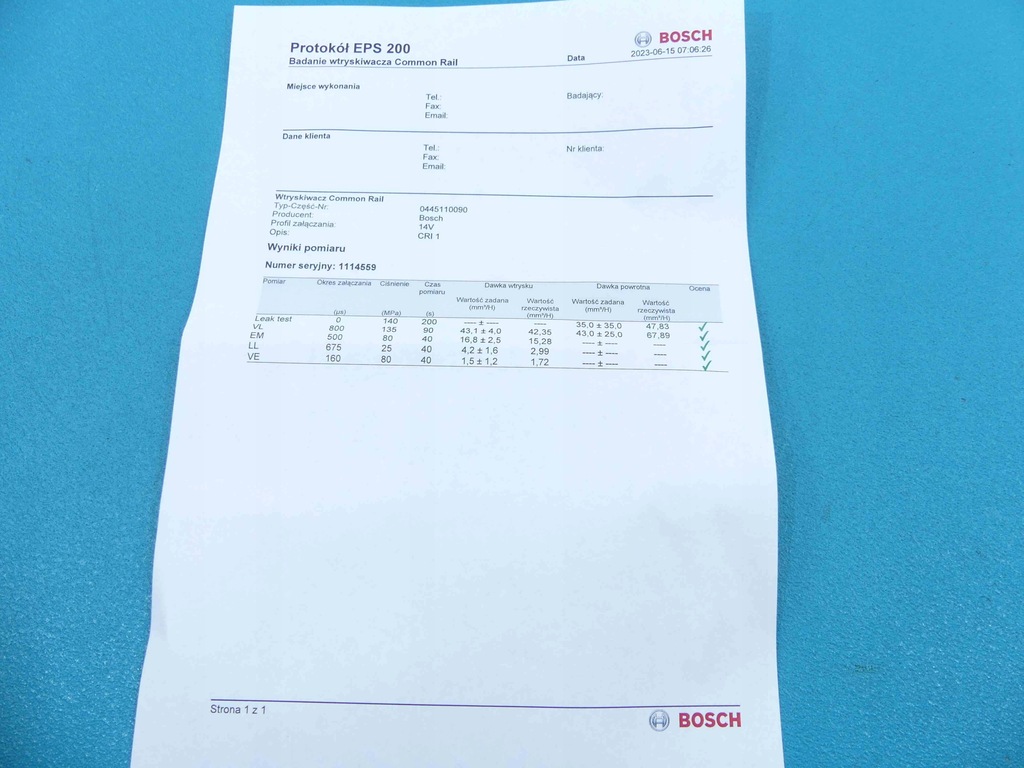 Protokół EPS 200
BOSCH
Badanie wtryskiwacza Common Rail Data 2023-06-15 07:06:26
Miejsce wykonania
Tel.: Badający:
Fax:
Email:
Dane klienta
Tel.: Nr klienta:
Fax:
Email:
Wtryskiwacz Common Rail
Typ-Część-Nr: 0445110090
Producent: Bosch
Profil załączania: 14V
Opis: CRI 1
Wyniki pomiaru
Numer seryjny: 1114559
Pomiar Okres załączania Ciśnienie Czas pomiaru Dawka wtrysku Dawka powrotna Ocena
Wartość zadana (mm³/H) Wartość rzeczywista (mm³/H) Wartość zadana (mm³/H) Wartość rzeczywista (mm³/H)
(µs) (MPa) (s)
Leak test 0 140 200 ---- ± ---- ---- 35,0 ± 35,0 47,83 ✓
VL 800 135 90 43,1 ± 4,0 42,35 43,0 ± 25,0 67,89 ✓
EM 500 80 40 16,8 ± 2,5 15,28 ---- ± ---- ---- ✓
LL 675 25 40 4,2 ± 1,6 2,99 ---- ± ---- ---- ✓
VE 160 80 40 1,5 ± 1,2 1,72 ---- ± ---- ---- ✓
Strona 1 z 1
BOSCH